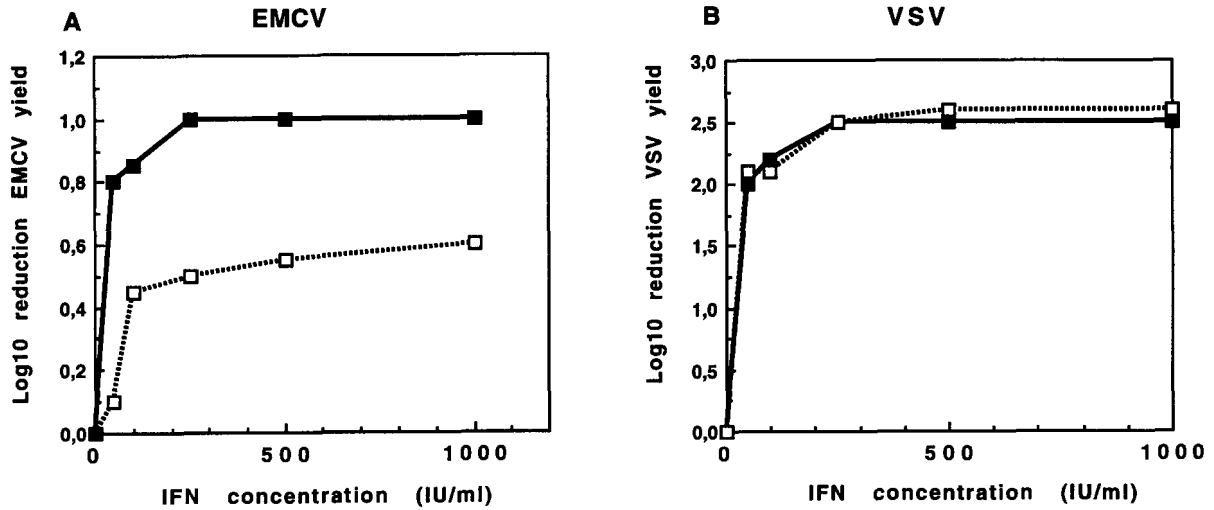 A
EMCV
Log10 reduction EMCV yield
1,2
1,0
0,8
0,6
0,4
0,2
0,0
0
500
1000
IFN concentration (IU/ml)
B
VSV
Log10 reduction VSV yield
3,0
2,5
2,0
1,5
1,0
0,5
0,0
0
500
1000
IFN concentration (IU/ml)